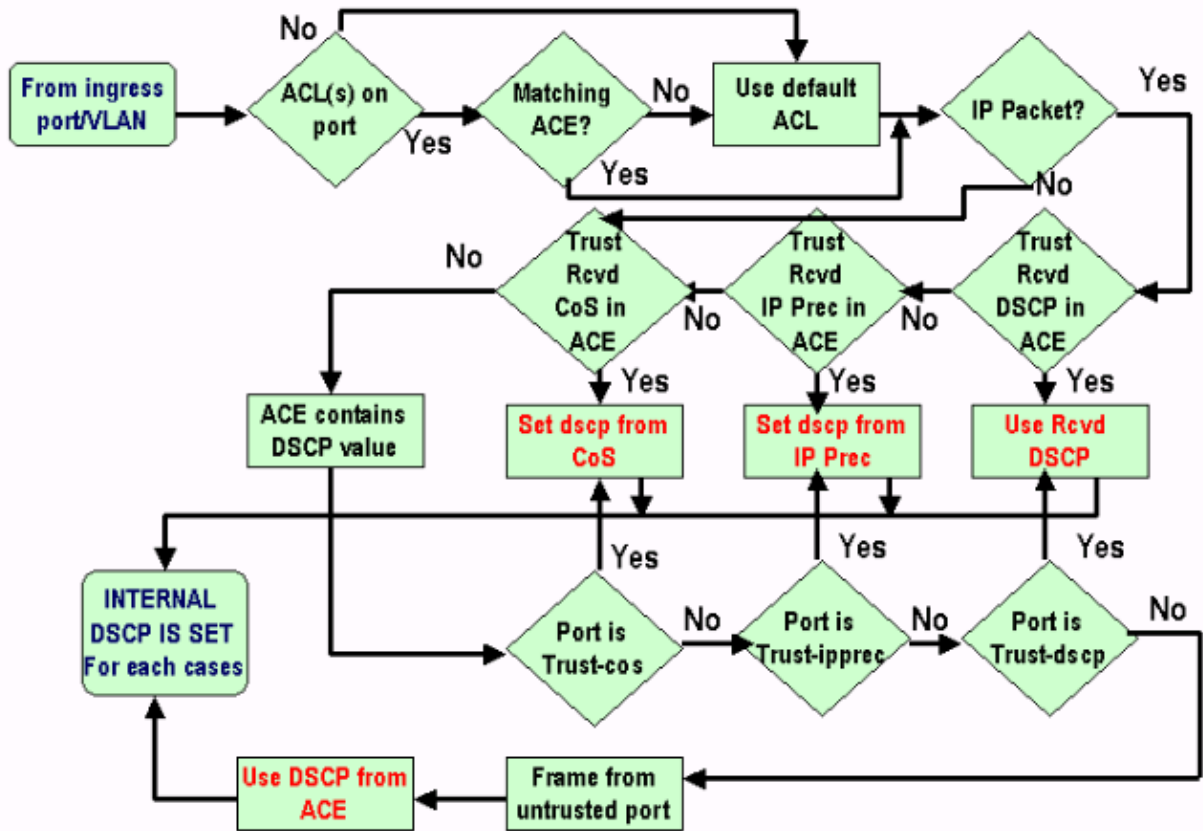 No
From ingress
port/VLAN
ACL(s) on
port
Yes
Matching
ACE?
No
Yes
Use default
ACL
IP Packet?
Yes
No
Trust
Rcvd
DSCP in
ACE
No
Yes
Trust
Rcvd
IP Prec in
ACE
No
Yes
Trust
Rcvd
CoS in
ACE
No
Yes
ACE contains
DSCP value
Set dscp from
CoS
Set dscp from
IP Prec
Use Rcvd
DSCP
Yes
Yes
Yes
INTERNAL
DSCP IS SET
For each cases
Port is
Trust-cos
No
Port is
Trust-ipprec
No
Port is
Trust-dscp
No
Use DSCP from
ACE
Frame from
untrusted port